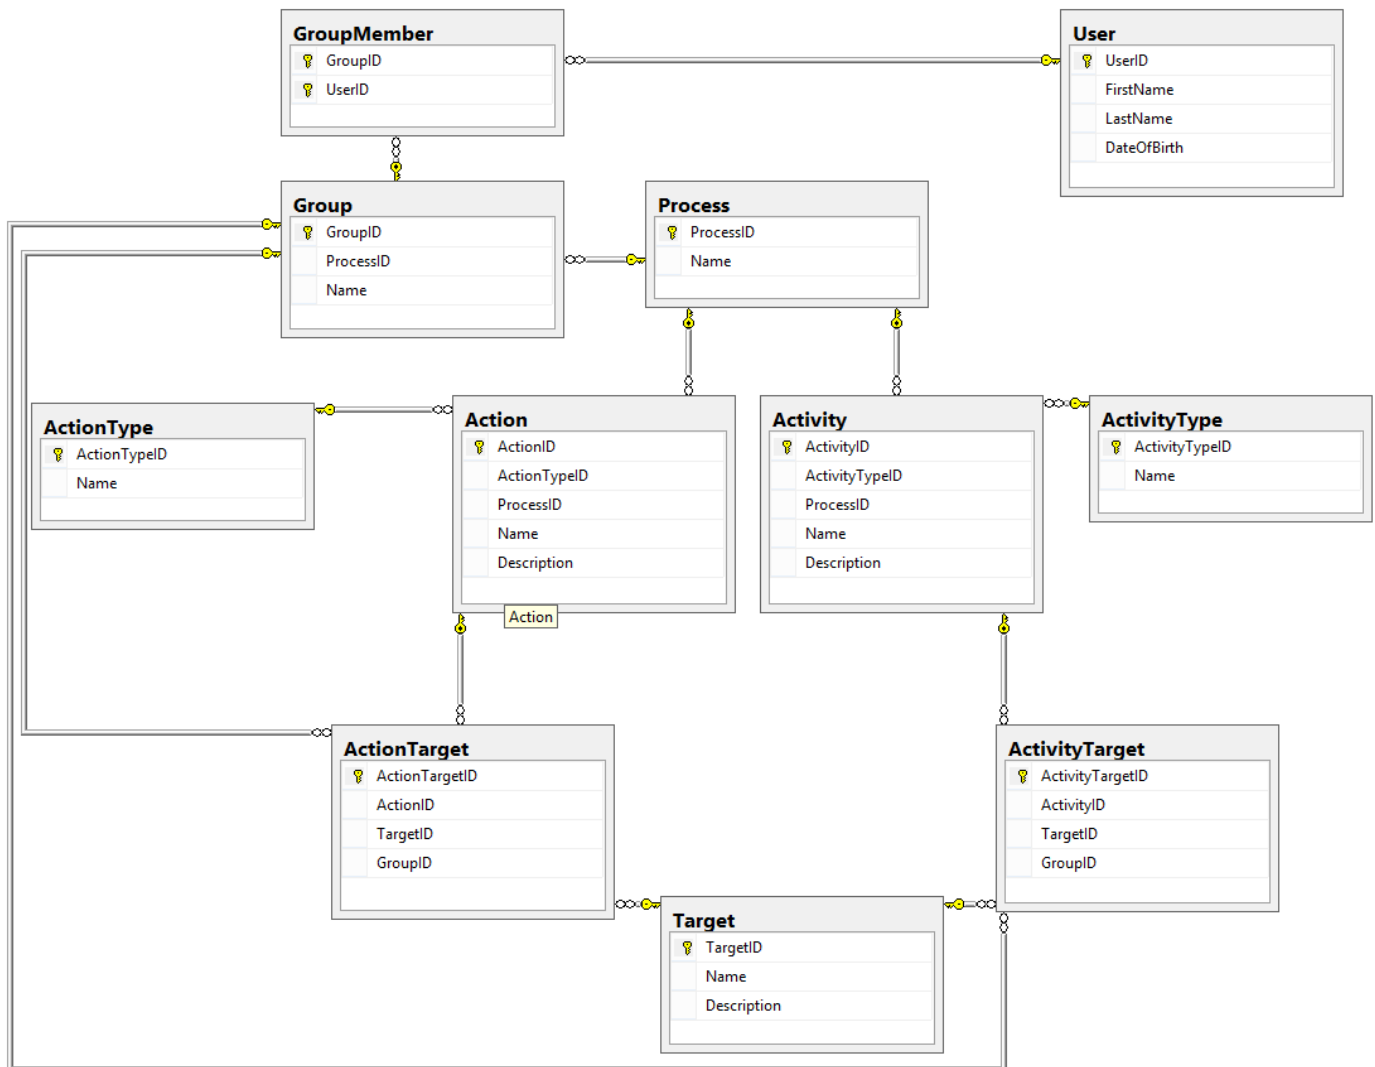 GroupMember
GroupID
UserID
User
UserID
FirstName
LastName
DateOfBirth
Group
GroupID
ProcessID
Name
Process
ProcessID
Name
ActionType
ActionTypeID
Name
Action
ActionID
ActionTypeID
ProcessID
Name
Description
Action
Activity
ActivityID
ActivityTypeID
ProcessID
Name
Description
ActivityType
ActivityTypeID
Name
ActionTarget
ActionTargetID
ActionID
TargetID
GroupID
ActivityTarget
ActivityTargetID
ActivityID
TargetID
GroupID
Target
TargetID
Name
Description